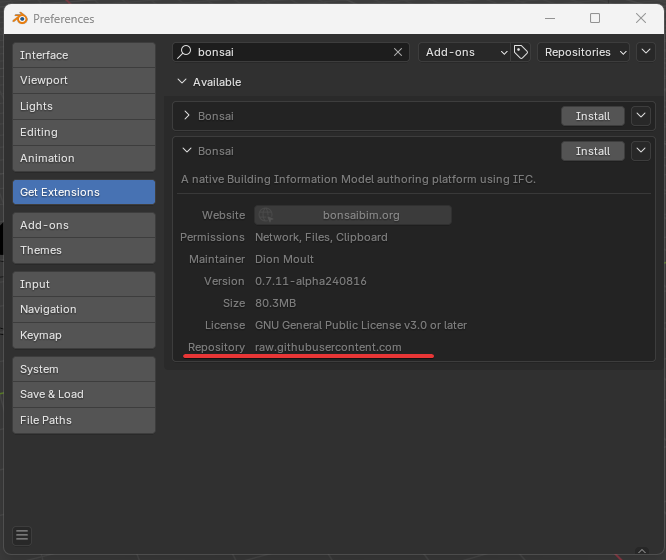 Preferences
Interface
Viewport
Lights
Editing
Animation
Get Extensions
Add-ons
Themes
Input
Navigation
Keymap
System
Save & Load
File Paths
bonsai Add-ons Repositories
Available
Bonsai Install
Bonsai Install
A native Building Information Model authoring platform using IFC.
Website bonsaibim.org
Permissions Network, Files, Clipboard
Maintainer Dion Moult
Version 0.7.11-alpha240816
Size 80.3MB
License GNU General Public License v3.0 or later
Repository raw.githubusercontent.com